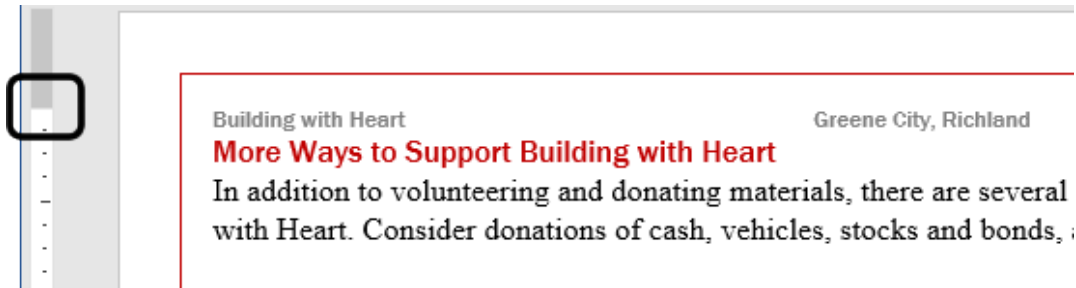 Building with Heart Greene City, Richland
More Ways to Support Building with Heart
In addition to volunteering and donating materials, there are several
with Heart. Consider donations of cash, vehicles, stocks and bonds,